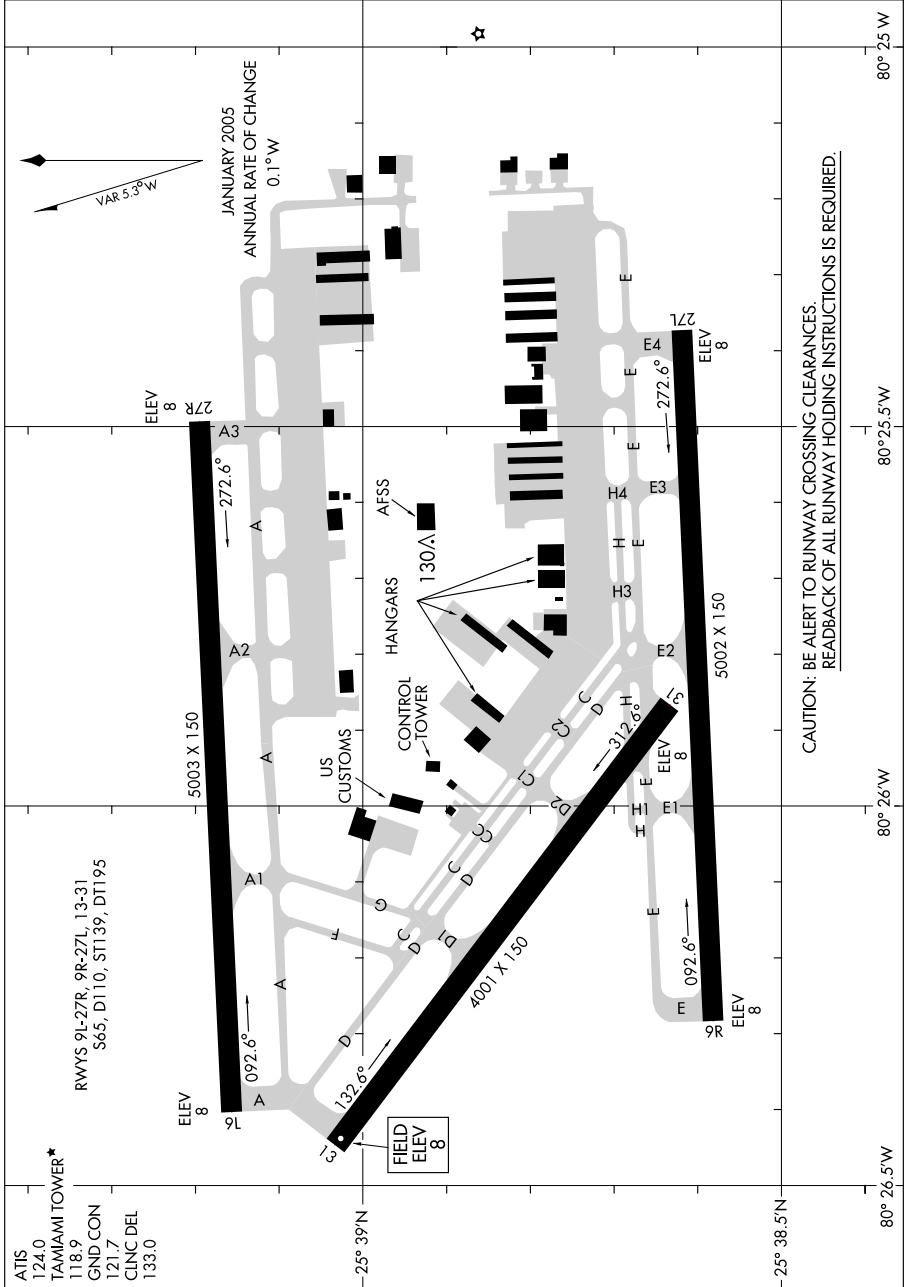 ATIS
124.0
TAMIAMI TOWER★
118.9
GND CON
121.7
CLNC DEL
133.0
RWYS 9L-27R, 9R-27L, 13-31
S65, D110, ST139, DT195
VAR 5.3° W
JANUARY 2005
ANNUAL RATE OF CHANGE
0.1° W
ELEV
8
9L
092.6°
5003 X 150
272.6°
ELEV
8
27R
A
A
A
A
A
A1
A2
A3
F
G
US
CUSTOMS
CONTROL
TOWER
HANGARS
AFSS
130
13
FIELD
ELEV
8
132.6°
4001 X 150
312.6°
ELEV
8
31
D
D
D
D
D1
D2
C
C
C
CC
C1
C2
H
H
H
H1
H3
H4
E
E
E
E
E
E
E
E1
E2
E3
E4
9R
ELEV
8
092.6°
5002 X 150
272.6°
27L
ELEV
8
25° 39'N
25° 38.5'N
80° 26.5'W
80° 26'W
80° 25.5'W
80° 25'W
CAUTION: BE ALERT TO RUNWAY CROSSING CLEARANCES.
READBACK OF ALL RUNWAY HOLDING INSTRUCTIONS IS REQUIRED.